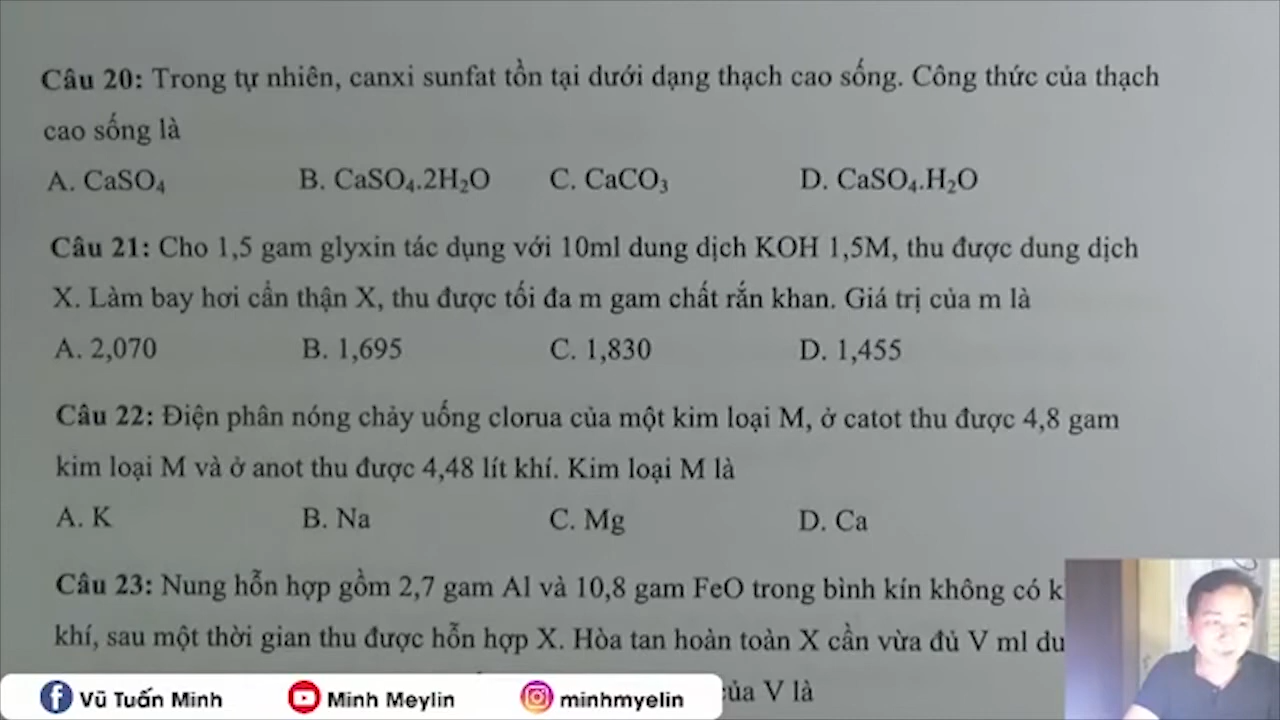 Câu 20: Trong tự nhiên, canxi sunfat tồn tại dưới dạng thạch cao sống. Công thức của thạch
cao sống là
A. CaSO₄ B. CaSO₄.2H₂O C. CaCO₃ D. CaSO₄.H₂O
Câu 21: Cho 1,5 gam glyxin tác dụng với 10ml dung dịch KOH 1,5M, thu được dung dịch
X. Làm bay hơi cẩn thận X, thu được tối đa m gam chất rắn khan. Giá trị của m là
A. 2,070 B. 1,695 C. 1,830 D. 1,455
Câu 22: Điện phân nóng chảy uống clorua của một kim loại M, ở catot thu được 4,8 gam
kim loại M và ở anot thu được 4,48 lít khí. Kim loại M là
A. K B. Na C. Mg D. Ca
Câu 23: Nung hỗn hợp gồm 2,7 gam Al và 10,8 gam FeO trong bình kín không có
khí, sau một thời gian thu được hỗn hợp X. Hòa tan hoàn toàn X cần vừa đủ V ml
của V là
Vũ Tuấn Minh Minh Meylin minhmyelin